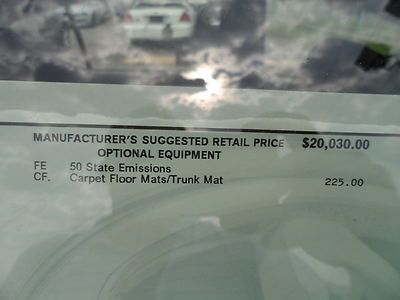 MANUFACTURER'S SUGGESTED RETAIL PRICE $20,030.00
OPTIONAL EQUIPMENT
FE 50 State Emissions
CF. Carpet Floor Mats/Trunk Mat 225.00